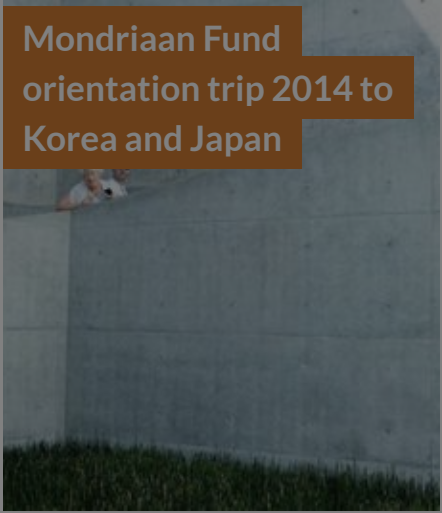 Mondriaan Fund
orientation trip 2014 to
Korea and Japan